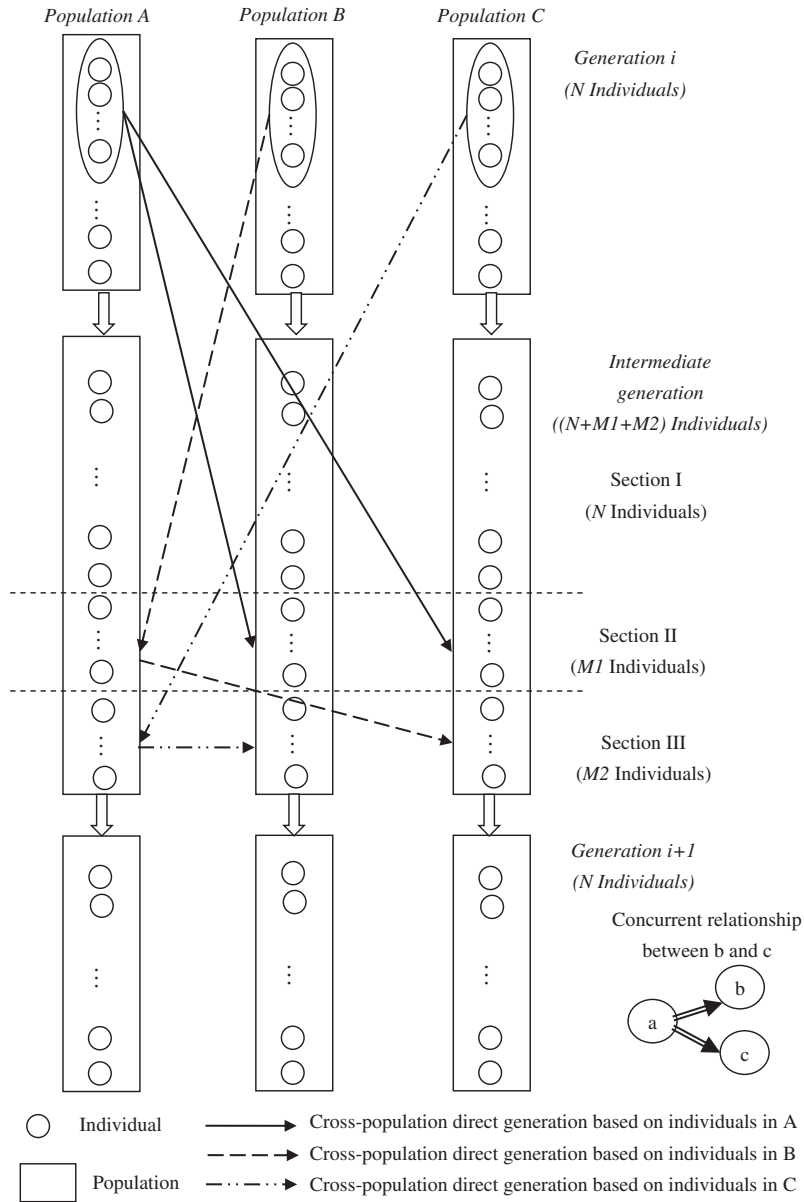 Population A
Population B
Population C
Generation i
(N Individuals)
Intermediate
generation
((N+M1+M2) Individuals)
Section I
(N Individuals)
Section II
(M1 Individuals)
Section III
(M2 Individuals)
Generation i+1
(N Individuals)
Concurrent relationship
between b and c
b
a
c
Individual
Cross-population direct generation based on individuals in A
Cross-population direct generation based on individuals in B
Population
Cross-population direct generation based on individuals in C